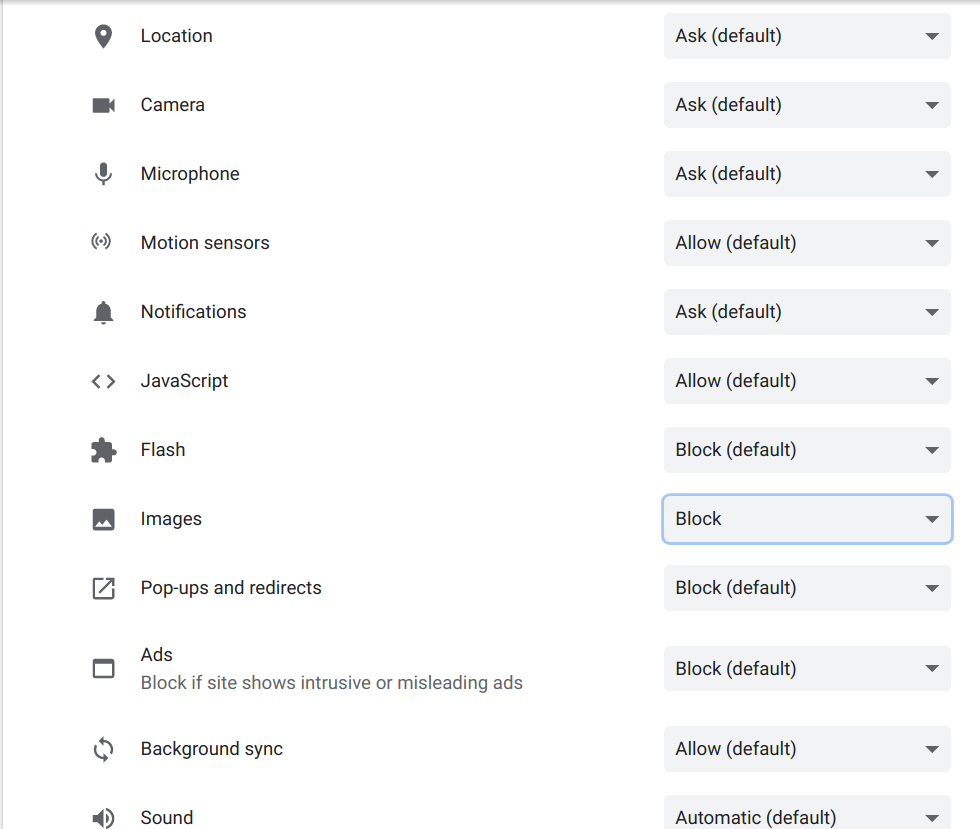 Location Ask (default)
Camera Ask (default)
Microphone Ask (default)
Motion sensors Allow (default)
Notifications Ask (default)
JavaScript Allow (default)
Flash Block (default)
Images Block
Pop-ups and redirects Block (default)
Ads
Block if site shows intrusive or misleading ads Block (default)
Background sync Allow (default)
Sound Automatic (default)